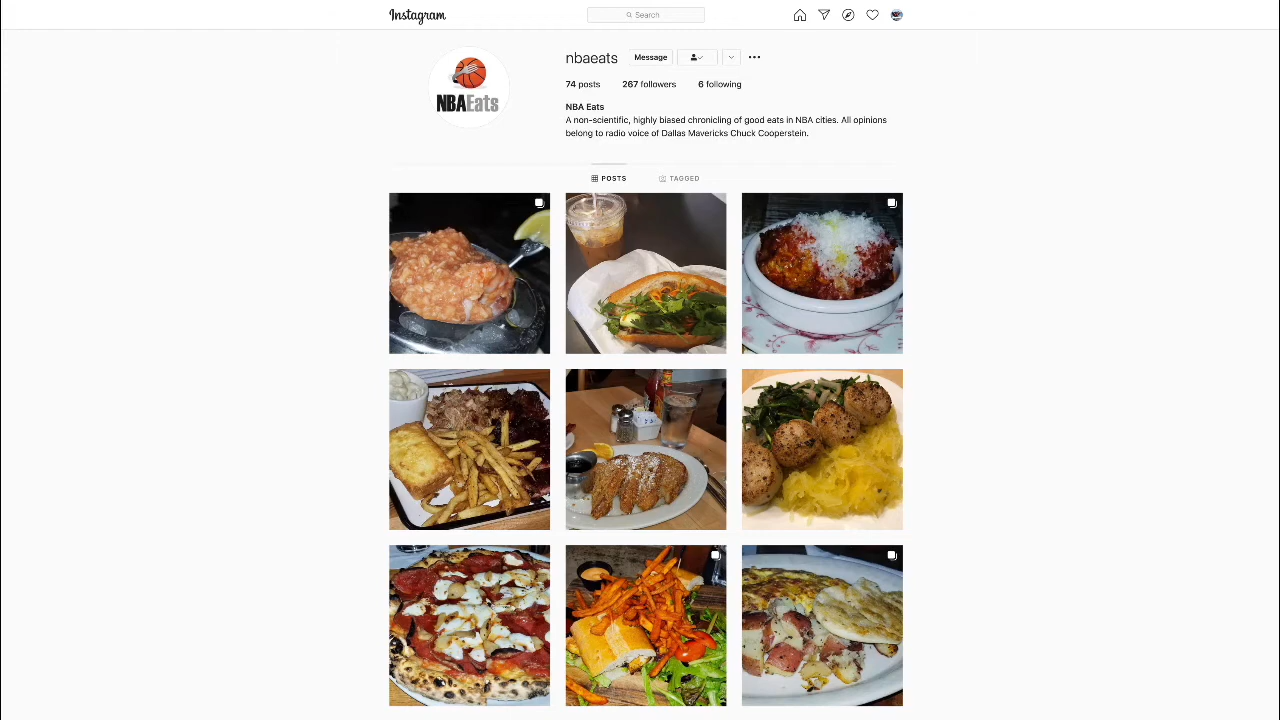 Instagram
Search
NBAEats
nbaeats
Message
74 posts 267 followers 6 following
NBA Eats
A non-scientific, highly biased chronicling of good eats in NBA cities. All opinions
belong to radio voice of Dallas Mavericks Chuck Cooperstein.
POSTS TAGGED